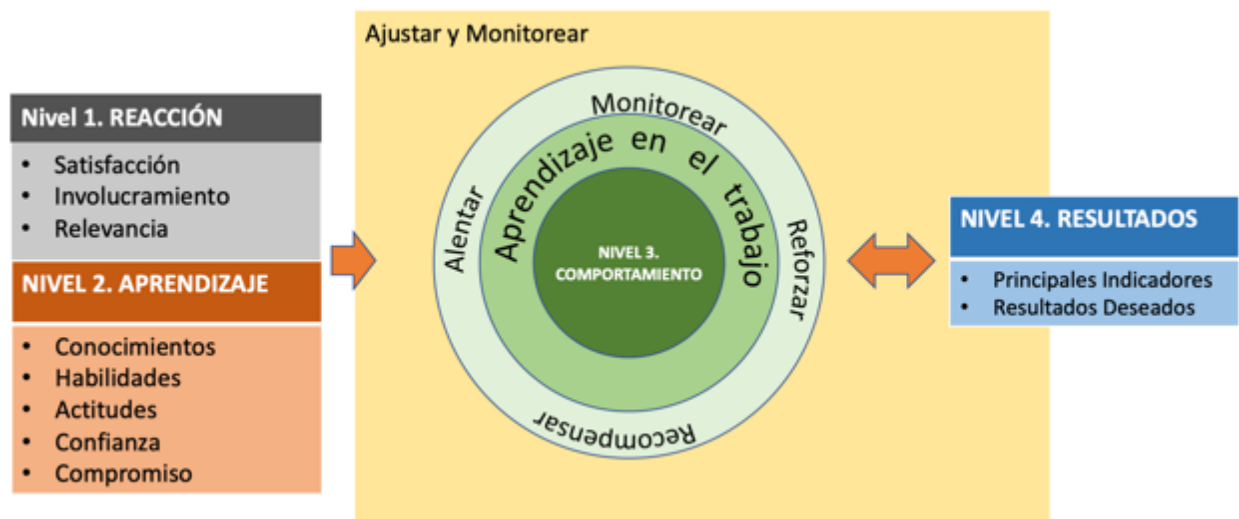 Ajustar y Monitorear
Nivel 1. REACCIÓN
• Satisfacción
• Involucramiento
• Relevancia
NIVEL 2. APRENDIZAJE
• Conocimientos
• Habilidades
• Actitudes
• Confianza
• Compromiso
Monitorear
Alentar
Reforzar
Recompensar
Aprendizaje en el trabajo
NIVEL 3.
COMPORTAMIENTO
NIVEL 4. RESULTADOS
• Principales Indicadores
• Resultados Deseados